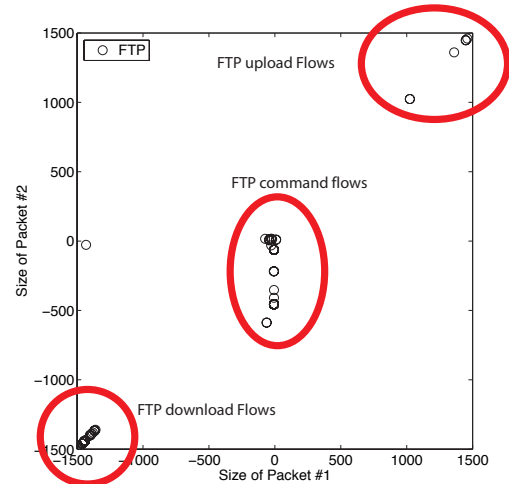 1500
FTP
FTP upload Flows
1000
500
FTP command flows
Size of Packet #2
0
−500
−1000
FTP download Flows
−1500
−1500
−1000
−500
0
500
1000
1500
Size of Packet #1